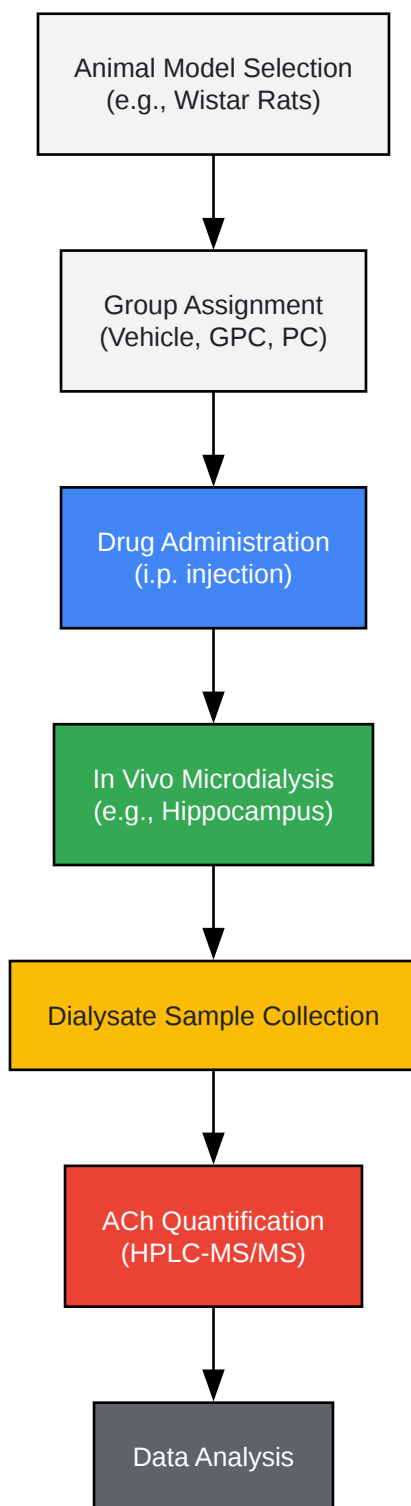 Animal Model Selection
(e.g., Wistar Rats)
Group Assignment
(Vehicle, GPC, PC)
Drug Administration
(i.p. injection)
In Vivo Microdialysis
(e.g., Hippocampus)
Dialysate Sample Collection
ACh Quantification
(HPLC-MS/MS)
Data Analysis